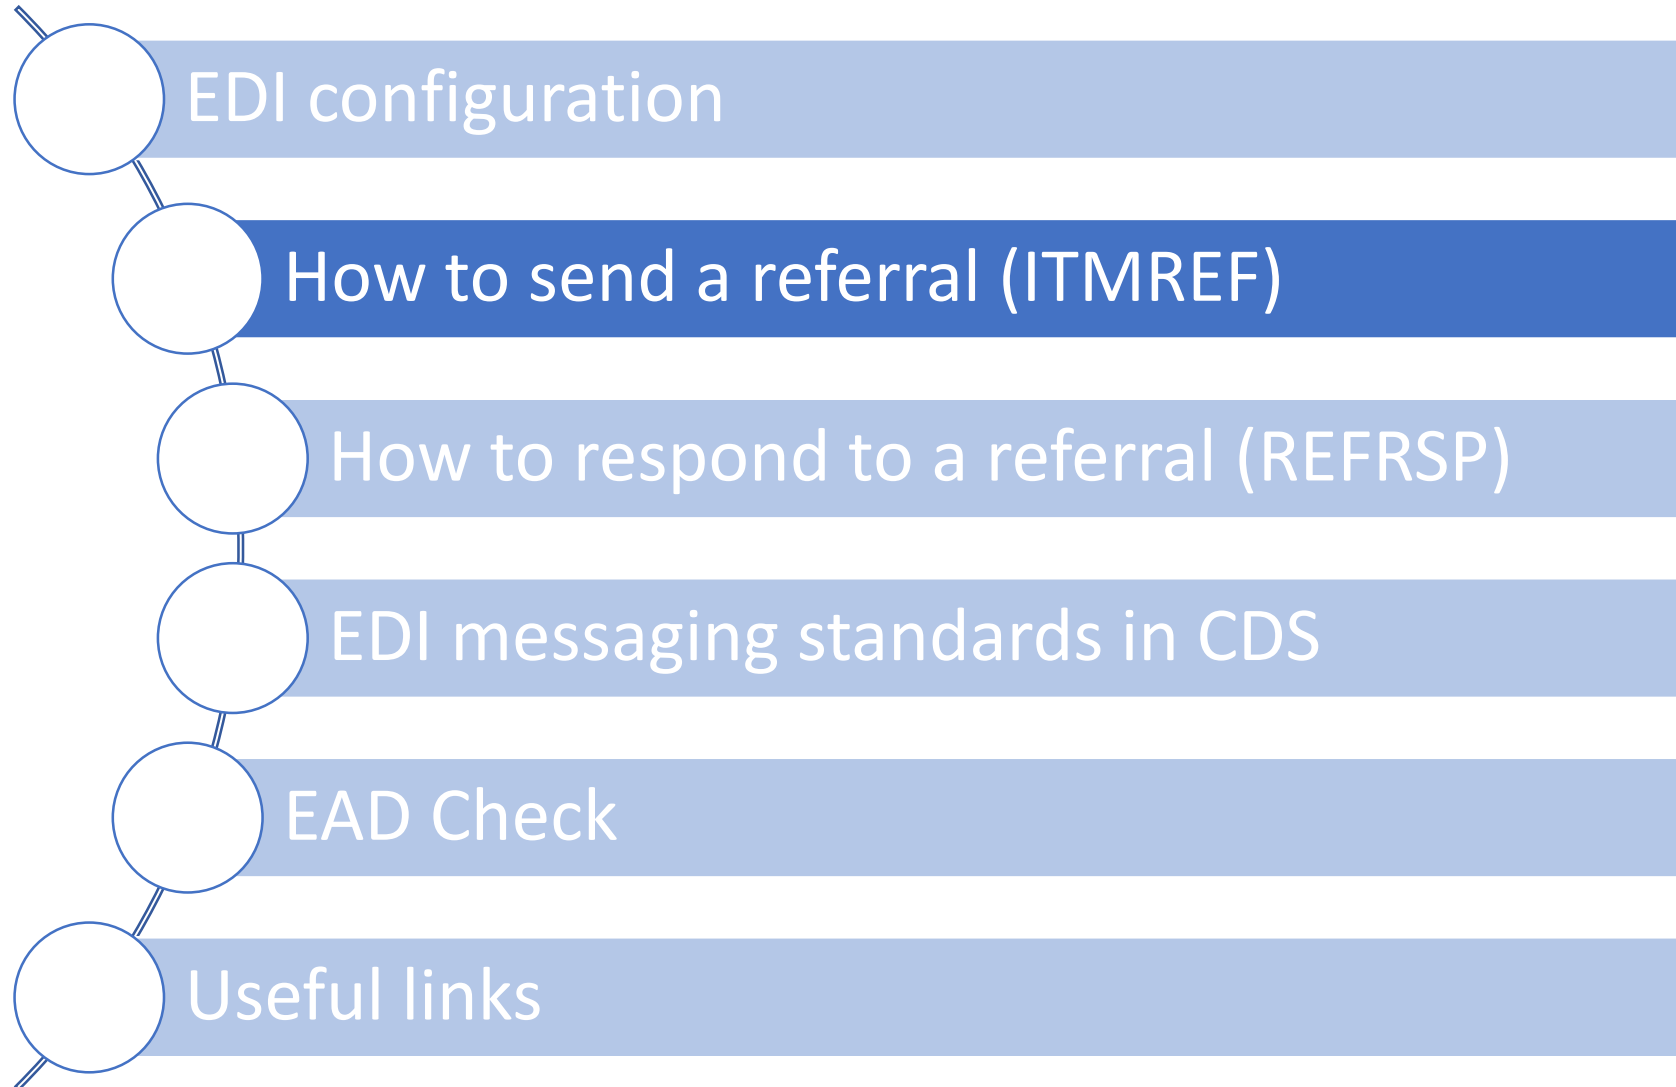 EDI configuration
How to send a referral (ITMREF)
How to respond to a referral (REFRSP)
EDI messaging standards in CDS
EAD Check
Useful links